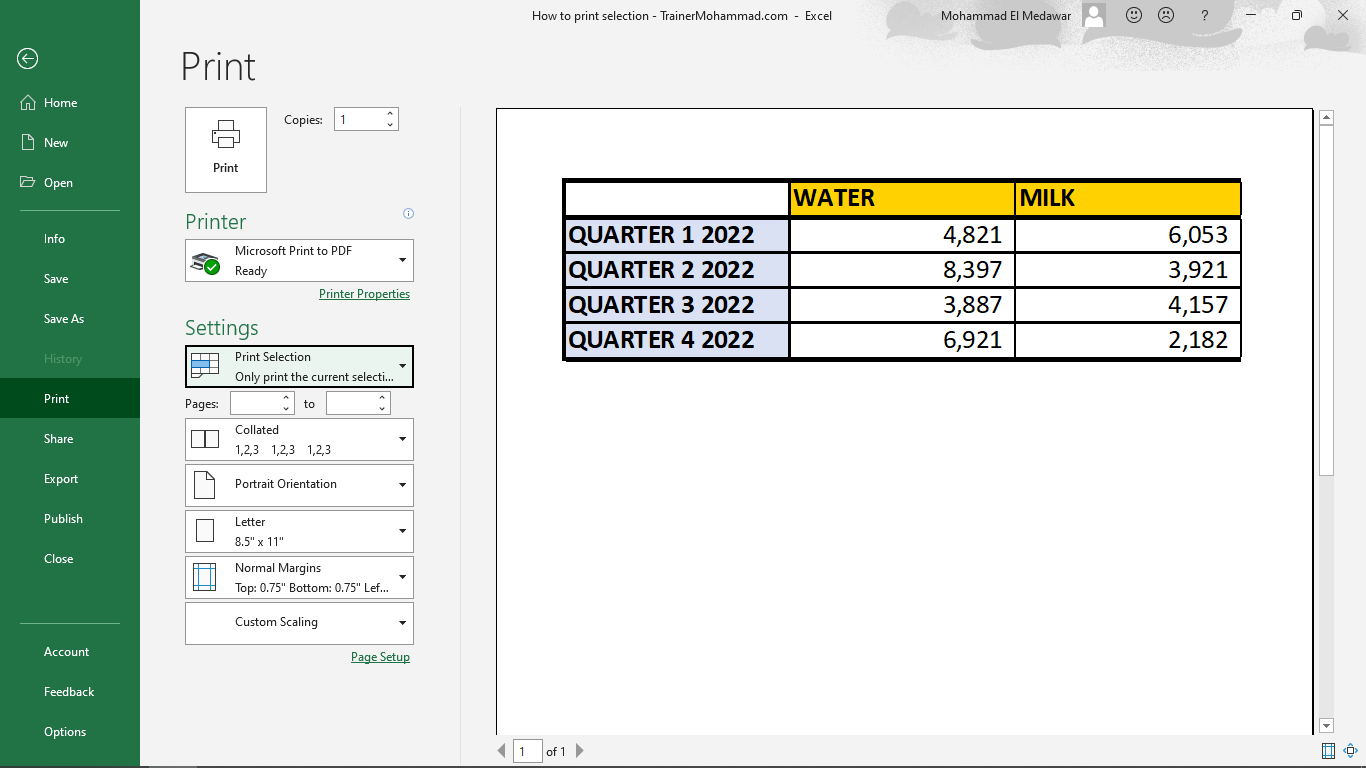 How to print selection - TrainerMohammad.com - Excel
Mohammad El Medawar
?
Home
New
Open
Info
Save
Save As
History
Print
Share
Export
Publish
Close
Account
Feedback
Options
Print
Print
Copies: 1
Printer
Microsoft Print to PDF
Ready
Printer Properties
Settings
Print Selection
Only print the current selecti...
Pages: to
Collated
1,2,3 1,2,3 1,2,3
Portrait Orientation
Letter
8.5" x 11"
Normal Margins
Top: 0.75" Bottom: 0.75" Lef...
Custom Scaling
Page Setup
WATER MILK
QUARTER 1 2022 4,821 6,053
QUARTER 2 2022 8,397 3,921
QUARTER 3 2022 3,887 4,157
QUARTER 4 2022 6,921 2,182
1 of 1